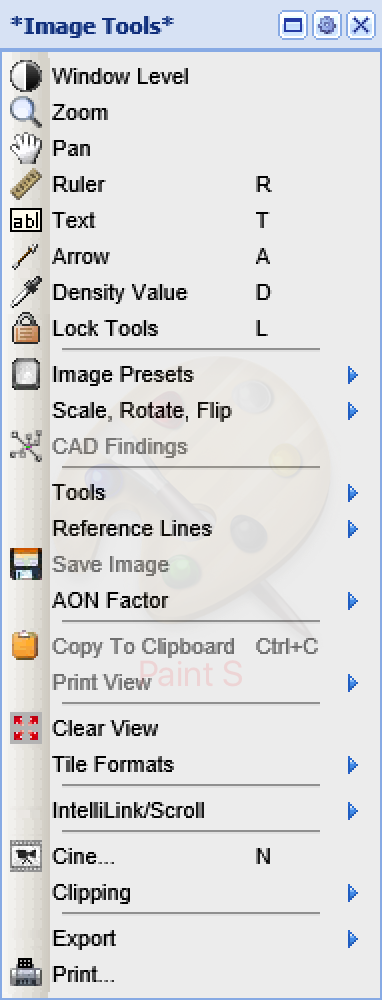 *Image Tools*
Window Level
Zoom
Pan
Ruler R
abl Text T
Arrow A
Density Value D
Lock Tools L
Image Presets
Scale, Rotate, Flip
CAD Findings
Tools
Reference Lines
Save Image
AON Factor
Copy To Clipboard Ctrl+C
Print View
Paint S
Clear View
Tile Formats
IntelliLink/Scroll
Cine... N
Clipping
Export
Print...